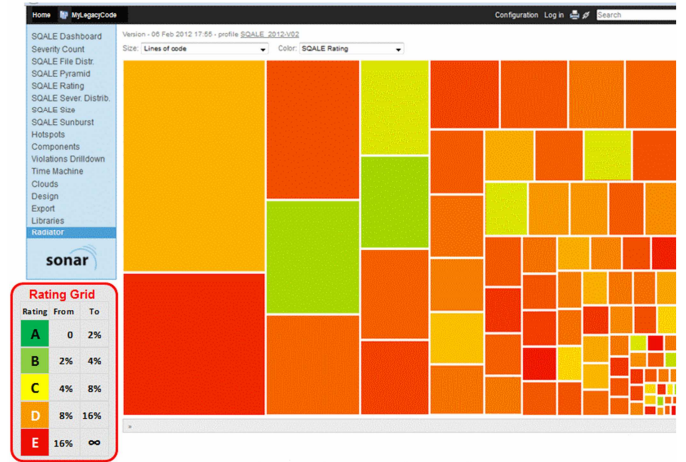 Home MyLegacyCode Configuration Log in Search
Version - 06 Feb 2012 17:55 - profile SQALE_2012-V02
Size: Lines of code Color: SQALE Rating
SQALE Dashboard
Severity Count
SQALE File Distr.
SQALE Pyramid
SQALE Rating
SQALE Sever. Distrib.
SQALE Size
SQALE Sunburst
Hotspots
Components
Violations Drilldown
Time Machine
Clouds
Design
Export
Libraries
Radiator
sonar
Rating Grid
Rating From To
A 0 2%
B 2% 4%
C 4% 8%
D 8% 16%
E 16% ∞